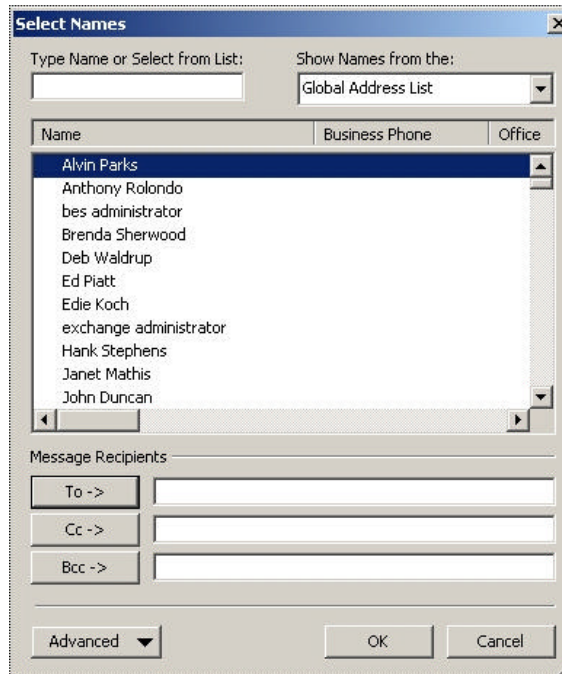 Select Names
Type Name or Select from List: Show Names from the:
Global Address List
Name Business Phone Office
Alvin Parks
Anthony Rolondo
bes administrator
Brenda Sherwood
Deb Waldrup
Ed Piatt
Edie Koch
exchange administrator
Hank Stephens
Janet Mathis
John Duncan
Message Recipients
To ->
Cc ->
Bcc ->
Advanced OK Cancel